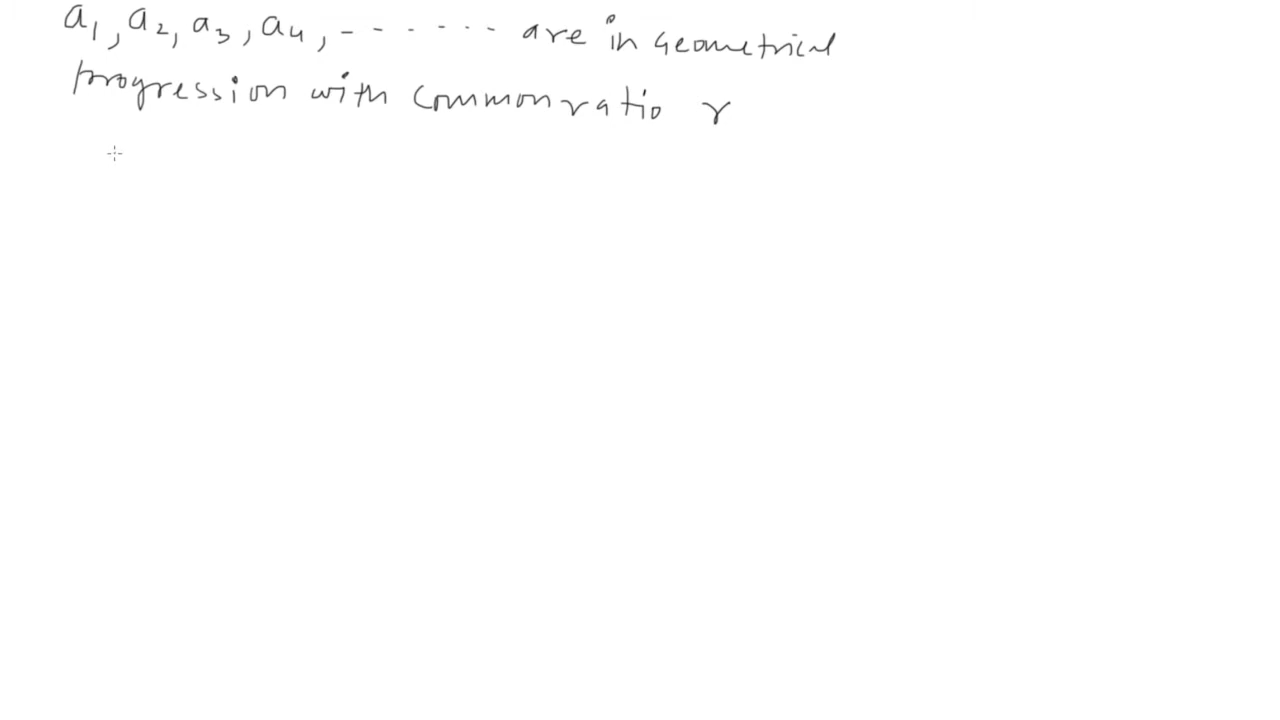 a₁, a₂, a₃, a₄, - - - - - - - are in geometrical
progression with common ratio r